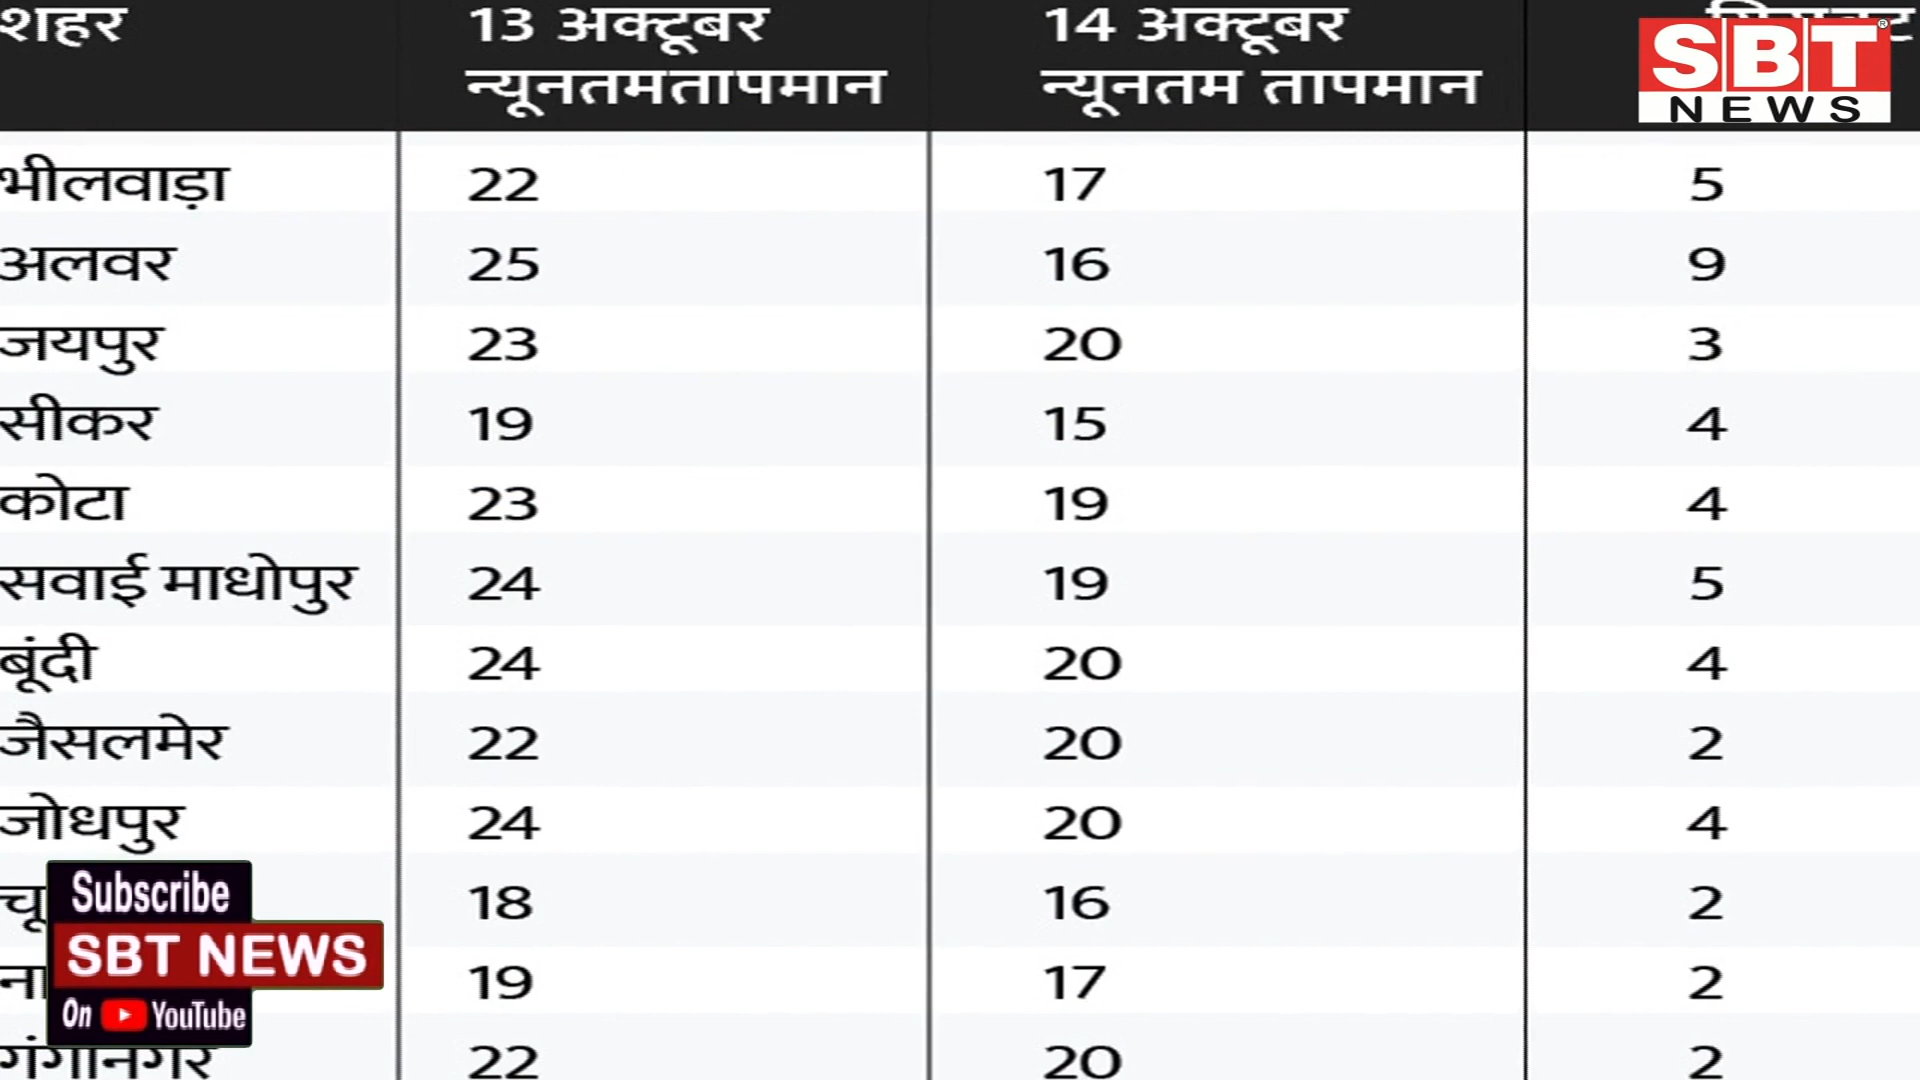 शहर 13 अक्टूबर न्यूनतमतापमान 14 अक्टूबर न्यूनतम तापमान
SBT
NEWS
भीलवाड़ा 22 17 5
अलवर 25 16 9
जयपुर 23 20 3
सीकर 19 15 4
कोटा 23 19 4
सवाई माधोपुर 24 19 5
बूंदी 24 20 4
जैसलमेर 22 20 2
जोधपुर 24 20 4
18 16 2
19 17 2
गंगानगर 22 20 2
Subscribe
SBT NEWS
On YouTube